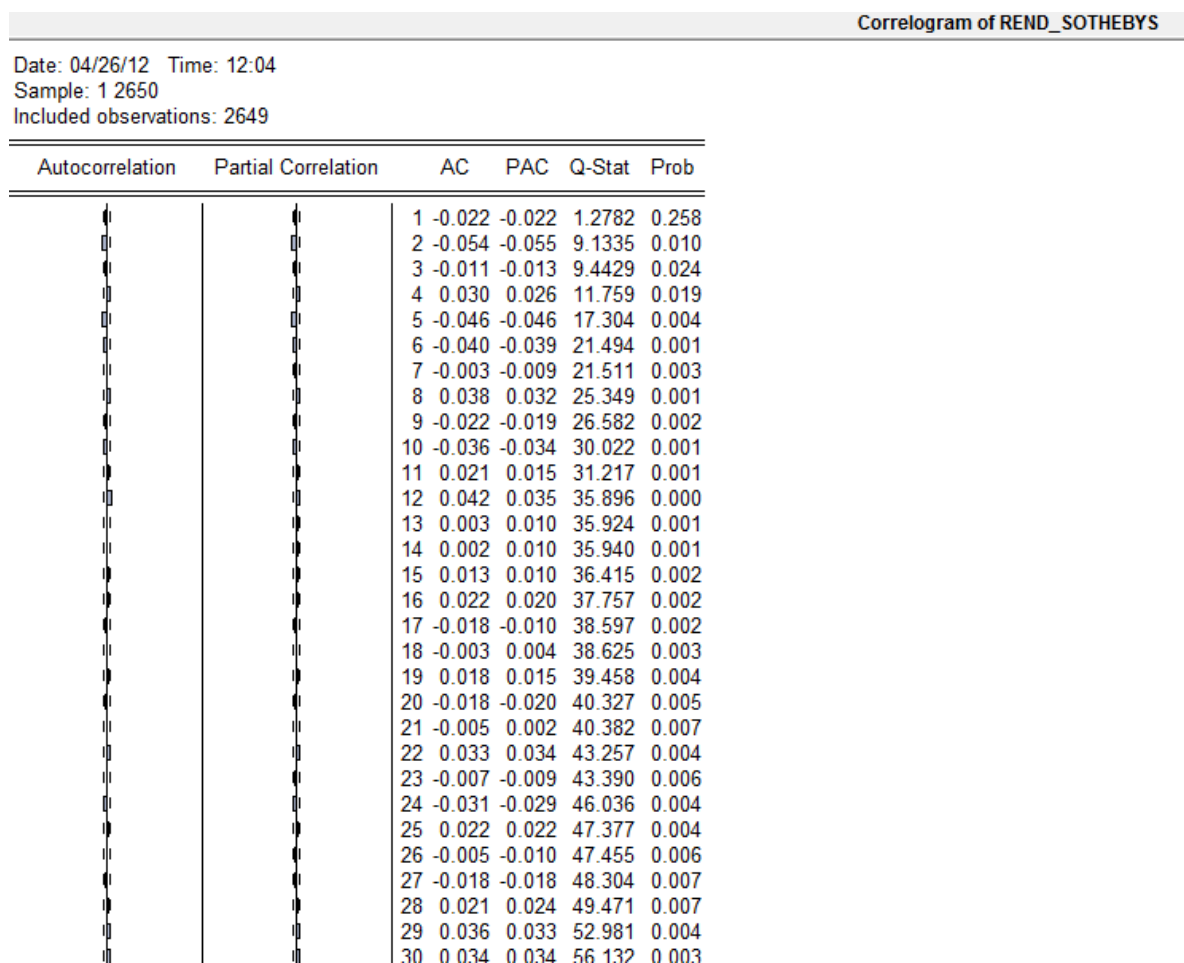 Correlogram of REND_SOTHEBYS
Date: 04/26/12 Time: 12:04
Sample: 1 2650
Included observations: 2649
Autocorrelation Partial Correlation AC PAC Q-Stat Prob
1 -0.022 -0.022 1.2782 0.258
2 -0.054 -0.055 9.1335 0.010
3 -0.011 -0.013 9.4429 0.024
4 0.030 0.026 11.759 0.019
5 -0.046 -0.046 17.304 0.004
6 -0.040 -0.039 21.494 0.001
7 -0.003 -0.009 21.511 0.003
8 0.038 0.032 25.349 0.001
9 -0.022 -0.019 26.582 0.002
10 -0.036 -0.034 30.022 0.001
11 0.021 0.015 31.217 0.001
12 0.042 0.035 35.896 0.000
13 0.003 0.010 35.924 0.001
14 0.002 0.010 35.940 0.001
15 0.013 0.010 36.415 0.002
16 0.022 0.020 37.757 0.002
17 -0.018 -0.010 38.597 0.002
18 -0.003 0.004 38.625 0.003
19 0.018 0.015 39.458 0.004
20 -0.018 -0.020 40.327 0.005
21 -0.005 0.002 40.382 0.007
22 0.033 0.034 43.257 0.004
23 -0.007 -0.009 43.390 0.006
24 -0.031 -0.029 46.036 0.004
25 0.022 0.022 47.377 0.004
26 -0.005 -0.010 47.455 0.006
27 -0.018 -0.018 48.304 0.007
28 0.021 0.024 49.471 0.007
29 0.036 0.033 52.981 0.004
30 0.034 0.034 56.132 0.003